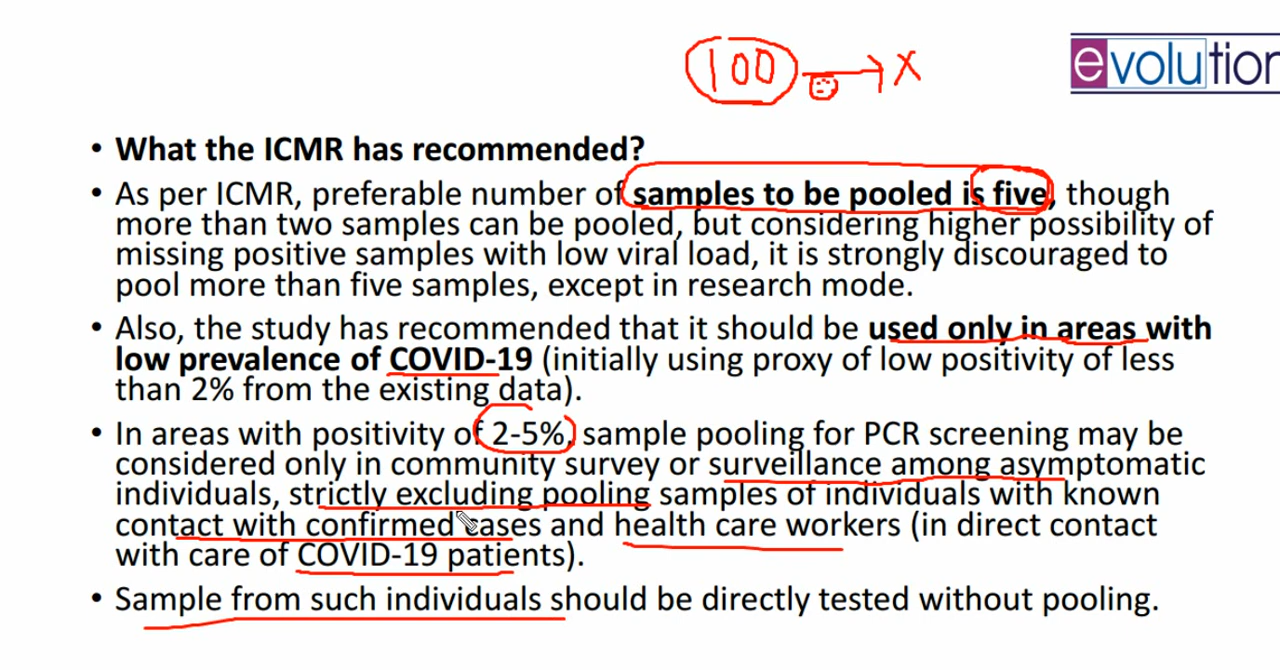 100 → X
evolution
• What the ICMR has recommended?
• As per ICMR, preferable number of samples to be pooled is five, though
more than two samples can be pooled, but considering higher possibility of
missing positive samples with low viral load, it is strongly discouraged to
pool more than five samples, except in research mode.
• Also, the study has recommended that it should be used only in areas with
low prevalence of COVID-19 (initially using proxy of low positivity of less
than 2% from the existing data).
• In areas with positivity of 2-5%, sample pooling for PCR screening may be
considered only in community survey or surveillance among asymptomatic
individuals, strictly excluding pooling samples of individuals with known
contact with confirmed cases and health care workers (in direct contact
with care of COVID-19 patients).
• Sample from such individuals should be directly tested without pooling.